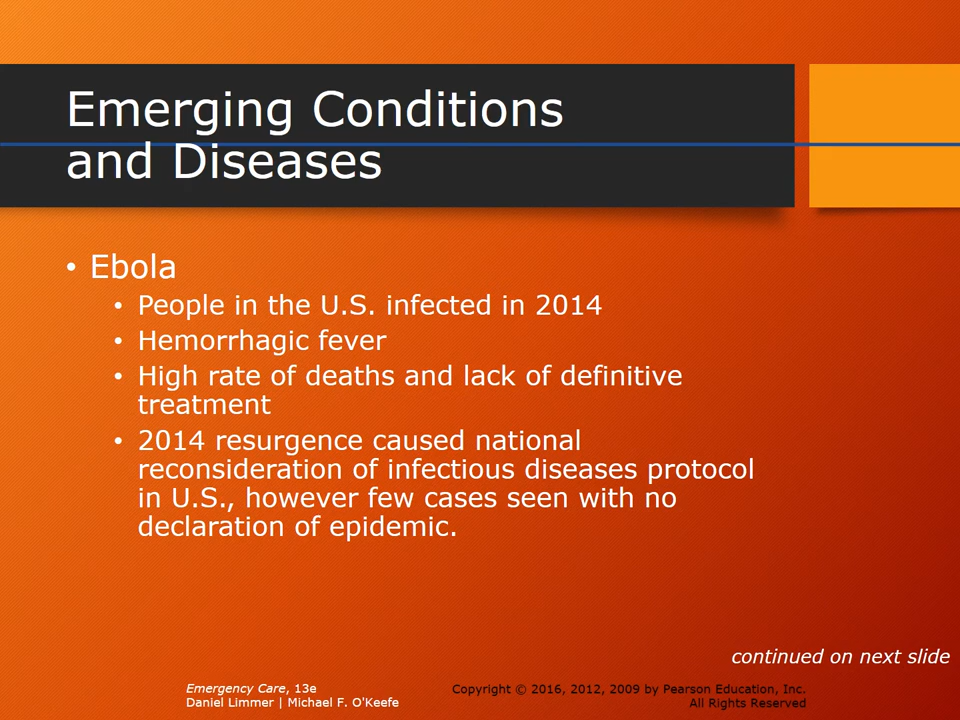 Emerging Conditions
and Diseases
• Ebola
• People in the U.S. infected in 2014
• Hemorrhagic fever
• High rate of deaths and lack of definitive
treatment
• 2014 resurgence caused national
reconsideration of infectious diseases protocol
in U.S., however few cases seen with no
declaration of epidemic.
continued on next slide
Emergency Care, 13e
Daniel Limmer | Michael F. O'Keefe
Copyright © 2016, 2012, 2009 by Pearson Education, Inc.
All Rights Reserved